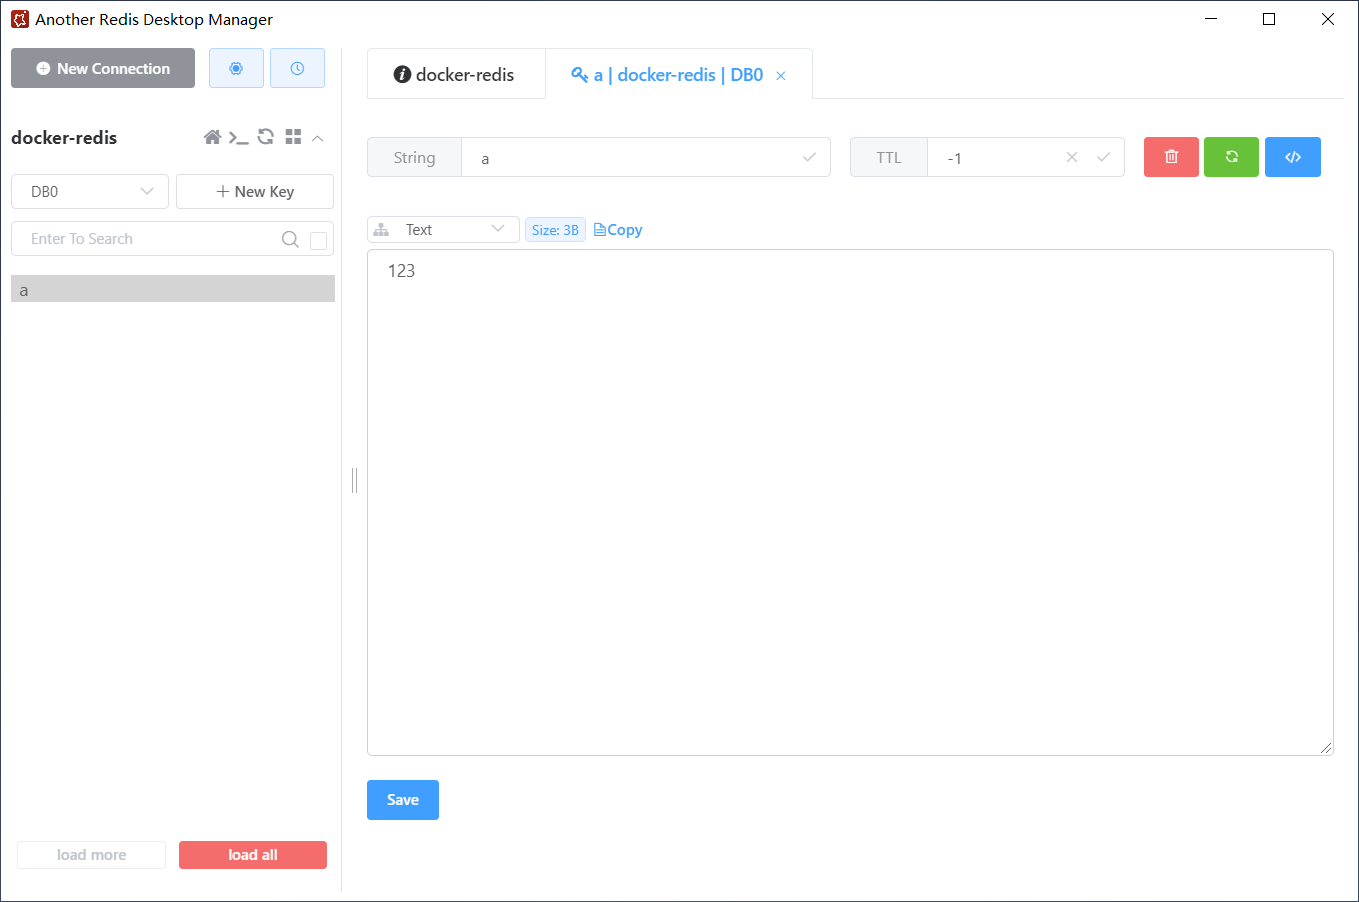 Another Redis Desktop Manager
New Connection
docker-redis
DB0
New Key
Enter To Search
a
load more
load all
docker-redis
a | docker-redis | DB0
String
a
TTL
-1
Text
Size: 3B
Copy
123
Save